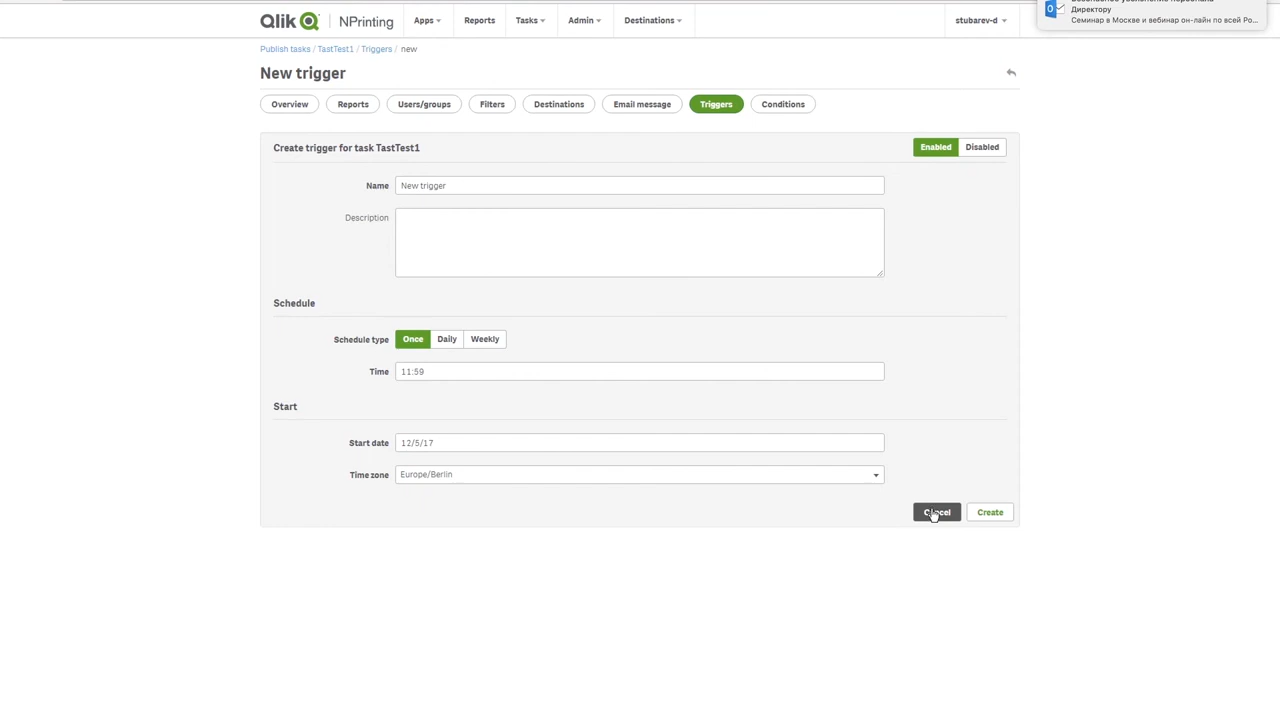 Qlik Q NPrinting Apps Reports Tasks Admin Destinations stubarev-d
Директору
Семинар в Москве и вебинар он-лайн по всей Ро...
Publish tasks / TastTest1 / Triggers / new
New trigger
Overview Reports Users/groups Filters Destinations Email message Triggers Conditions
Create trigger for task TastTest1 Enabled Disabled
Name New trigger
Description
Schedule
Schedule type Once Daily Weekly
Time 11:59
Start
Start date 12/5/17
Time zone Europe/Berlin
Cancel Create